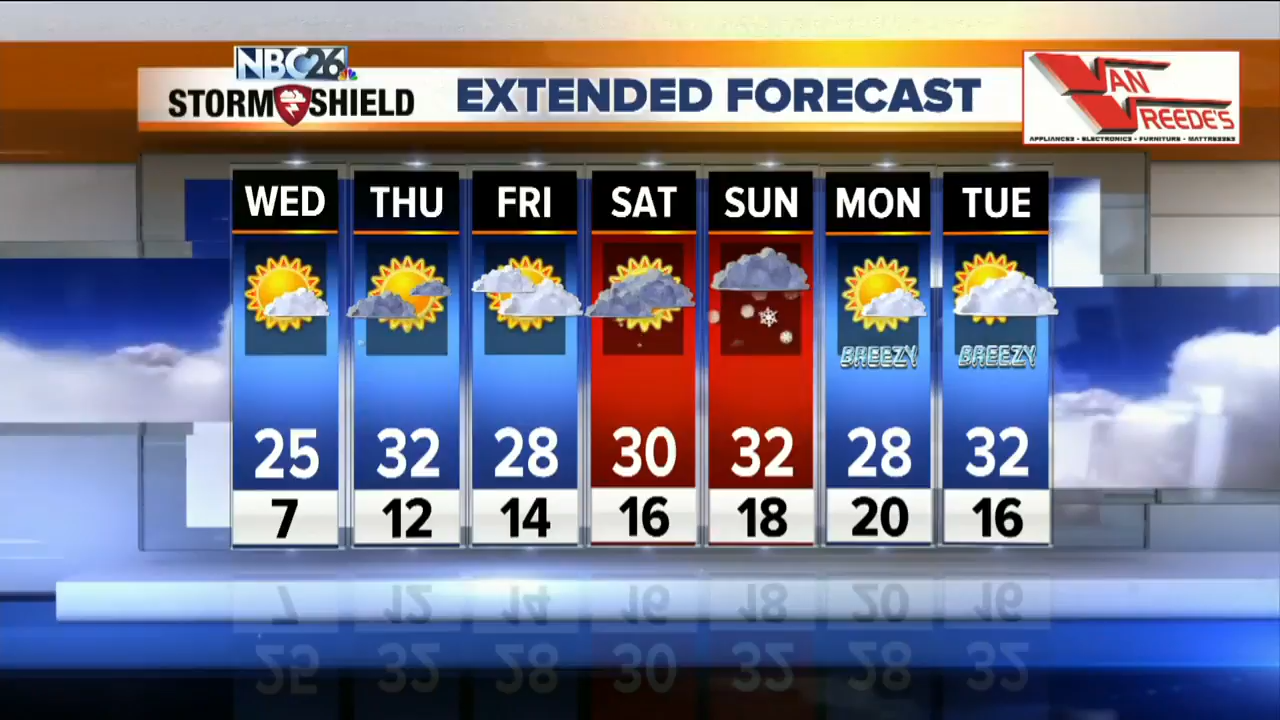 NBC26
STORM SHIELD
EXTENDED FORECAST
VAN
VREEDE'S
APPLIANCES • ELECTRONICS • FURNITURE • MATTRESSES
WED THU FRI SAT SUN MON TUE
BREEZY BREEZY
25 32 28 30 32 28 32
7 12 14 16 18 20 16